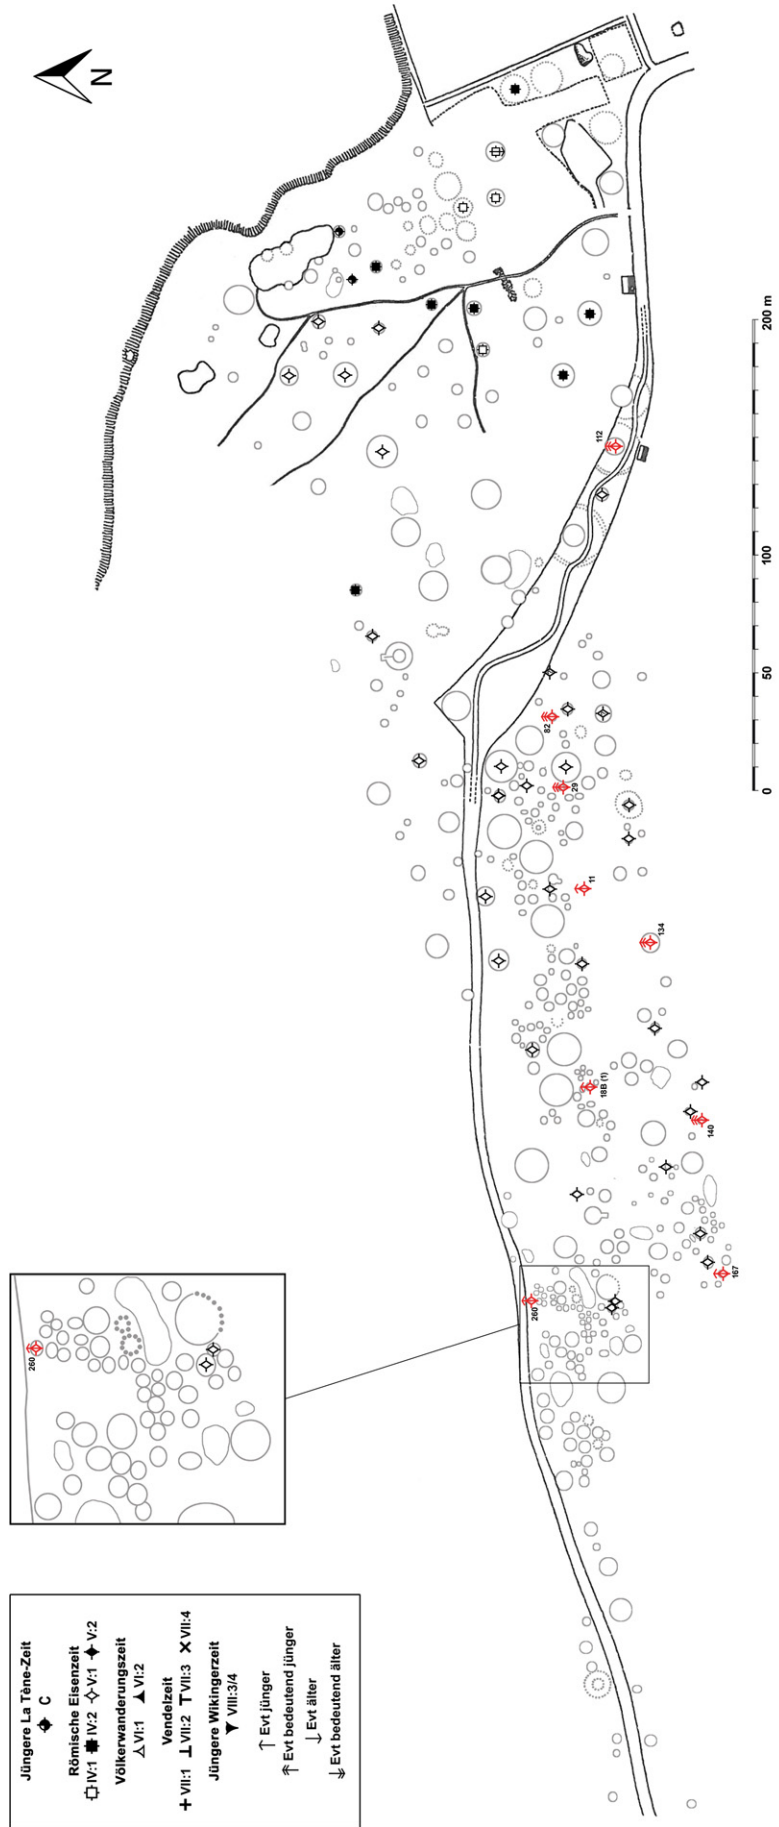 N
Jüngere La Tène-Zeit
C
Römische Eisenzeit
IV:1 IV:2 V:1 V:2
Völkerwanderungszeit
VI:1 VI:2
Vendelzeit
VII:1 VII:2 VII:3 VII:4
Jüngere Wikingerzeit
VIII:3/4
Evt jünger
Evt bedeutend jünger
Evt älter
Evt bedeutend älter
260
260
167
140
18B (1)
134
11
29
82
112
0 50 100 200 m